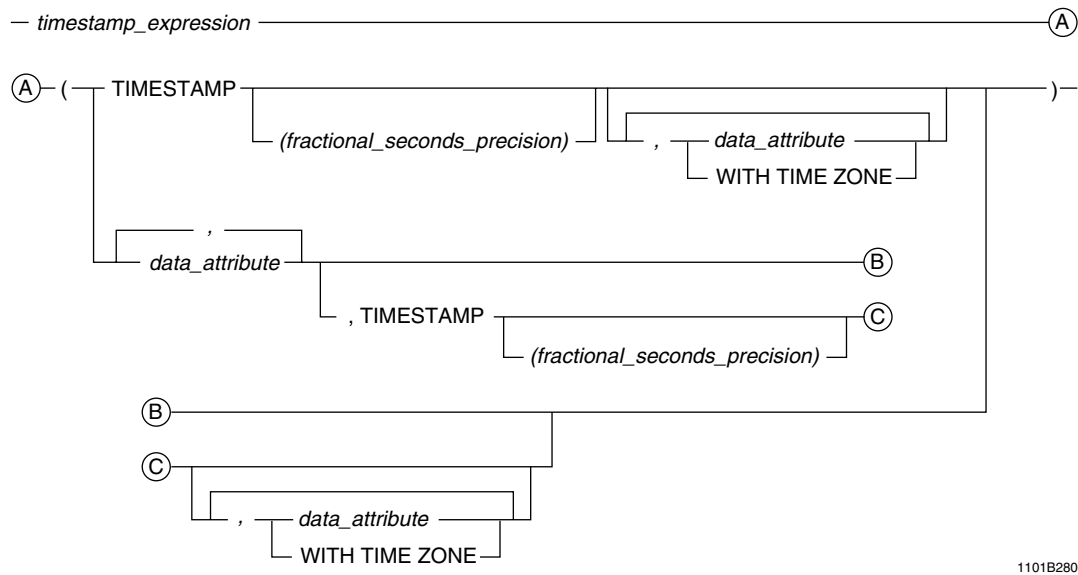 timestamp_expression A
A ( TIMESTAMP )
(fractional_seconds_precision) , data_attribute
WITH TIME ZONE
,
data_attribute B
, TIMESTAMP C
(fractional_seconds_precision)
B
C
, data_attribute
WITH TIME ZONE
1101B280